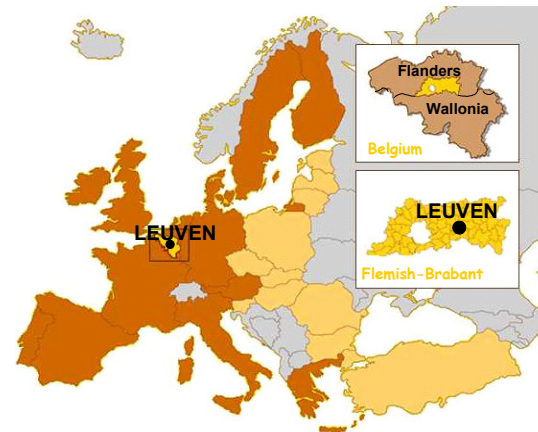 Flanders
Wallonia
Belgium
LEUVEN
LEUVEN
Flemish-Brabant